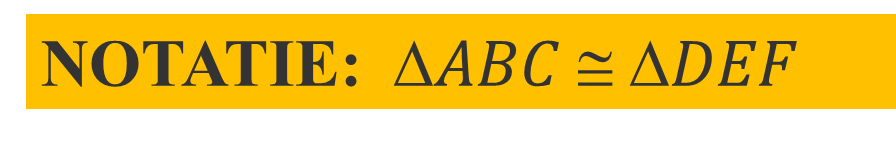 NOTATIE: ΔABC ≅ ΔDEF